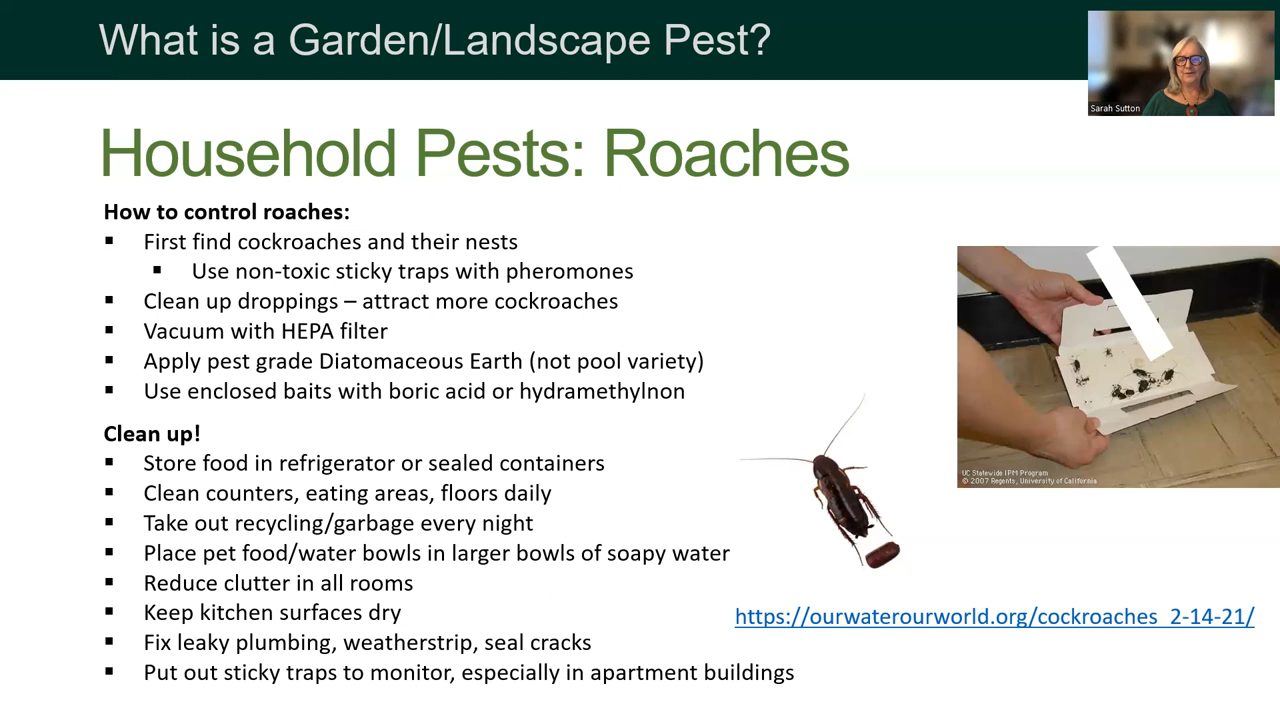 What is a Garden/Landscape Pest?
Sarah Sutton
Household Pests: Roaches
How to control roaches:
▪ First find cockroaches and their nests
▪ Use non-toxic sticky traps with pheromones
▪ Clean up droppings – attract more cockroaches
▪ Vacuum with HEPA filter
▪ Apply pest grade Diatomaceous Earth (not pool variety)
▪ Use enclosed baits with boric acid or hydramethylnon
Clean up!
▪ Store food in refrigerator or sealed containers
▪ Clean counters, eating areas, floors daily
▪ Take out recycling/garbage every night
▪ Place pet food/water bowls in larger bowls of soapy water
▪ Reduce clutter in all rooms
▪ Keep kitchen surfaces dry
▪ Fix leaky plumbing, weatherstrip, seal cracks
▪ Put out sticky traps to monitor, especially in apartment buildings
UC Statewide IPM Program
© 2007 Regents, University of California
https://ourwaterourworld.org/cockroaches_2-14-21/